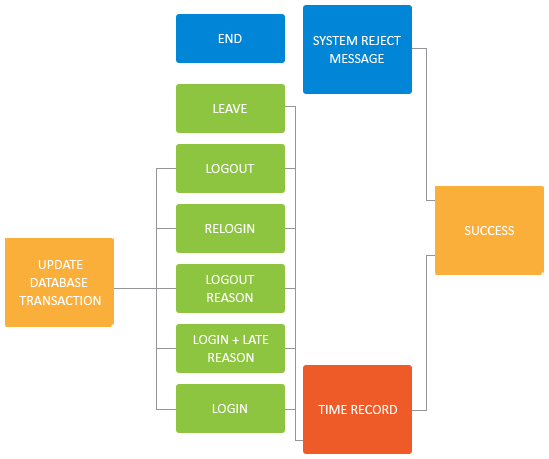 END
SYSTEM REJECT
MESSAGE
LEAVE
LOGOUT
RELOGIN
SUCCESS
UPDATE
DATABASE
TRANSACTION
LOGOUT
REASON
LOGIN + LATE
REASON
LOGIN
TIME RECORD